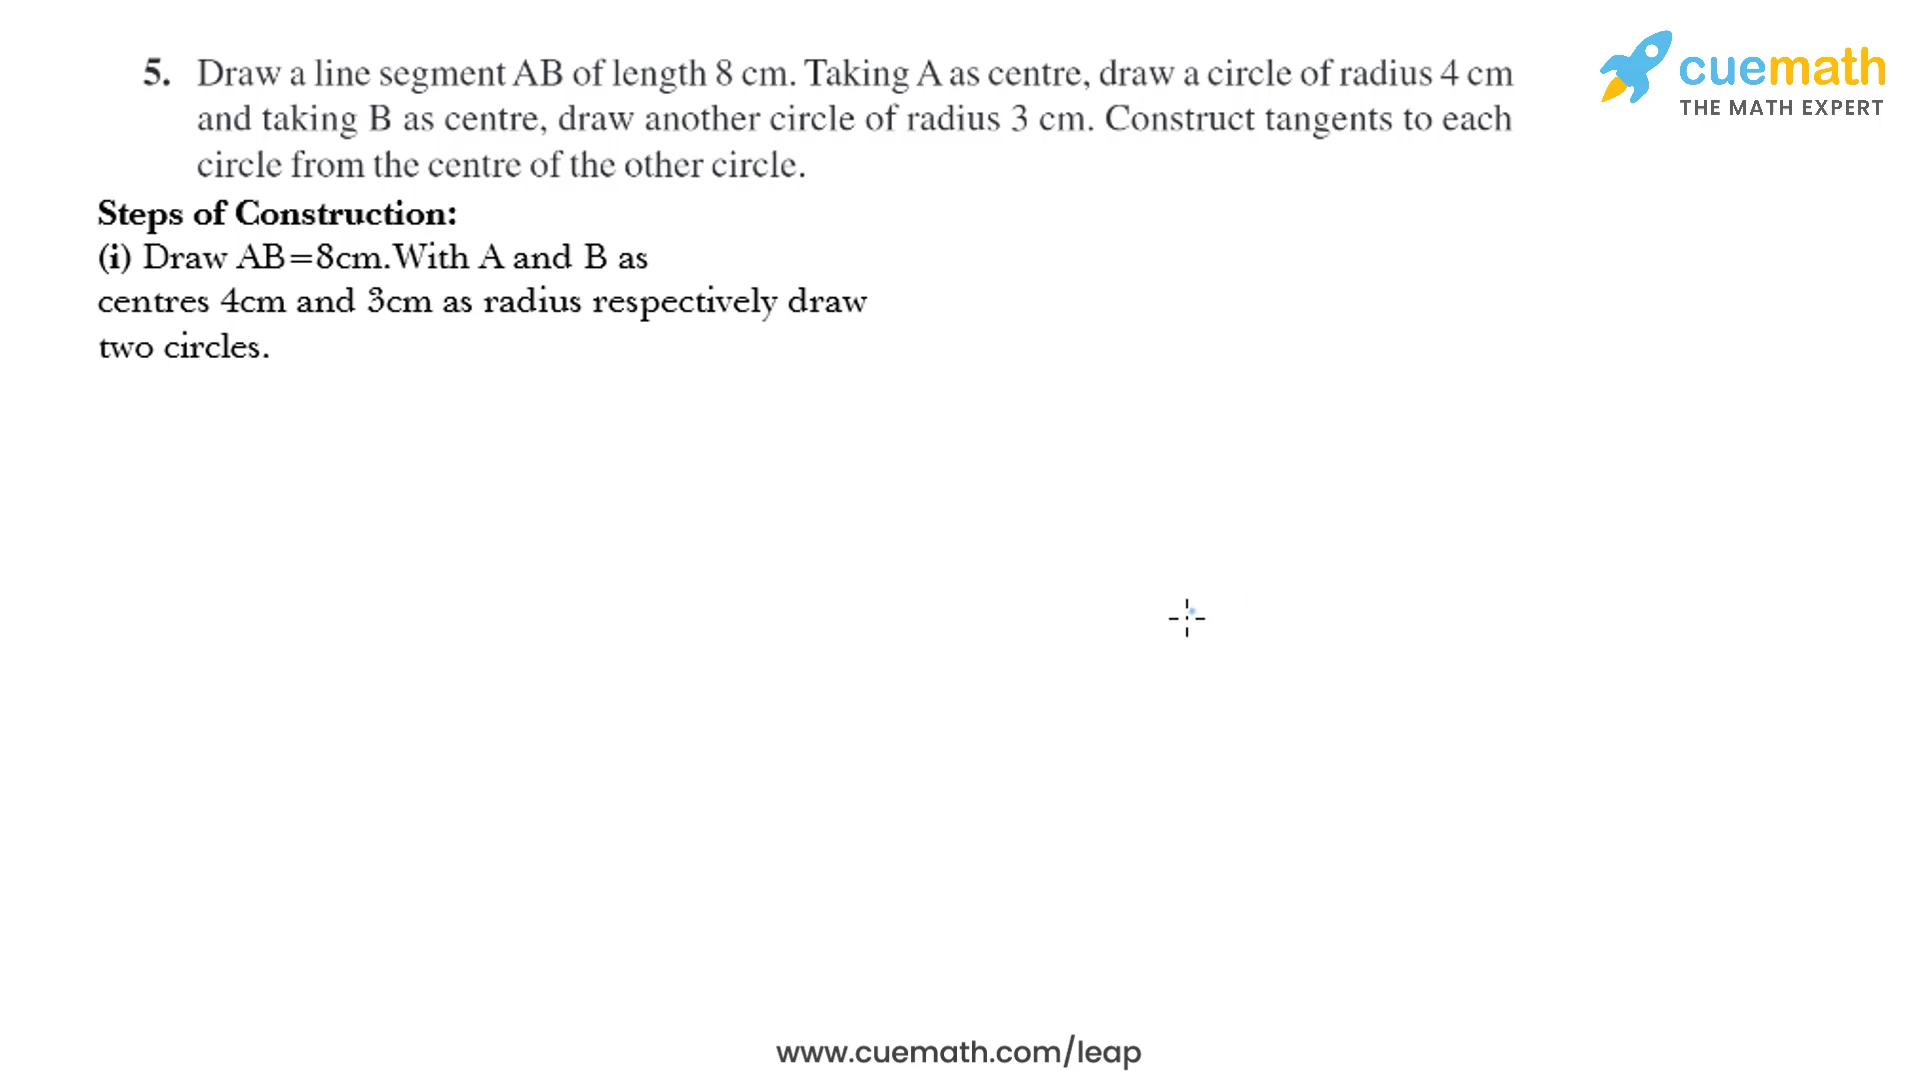 5. Draw a line segment AB of length 8 cm. Taking A as centre, draw a circle of radius 4 cm
and taking B as centre, draw another circle of radius 3 cm. Construct tangents to each
circle from the centre of the other circle.
cuemath
THE MATH EXPERT
Steps of Construction:
(i) Draw AB=8cm.With A and B as
centres 4cm and 3cm as radius respectively draw
two circles.
www.cuemath.com/leap